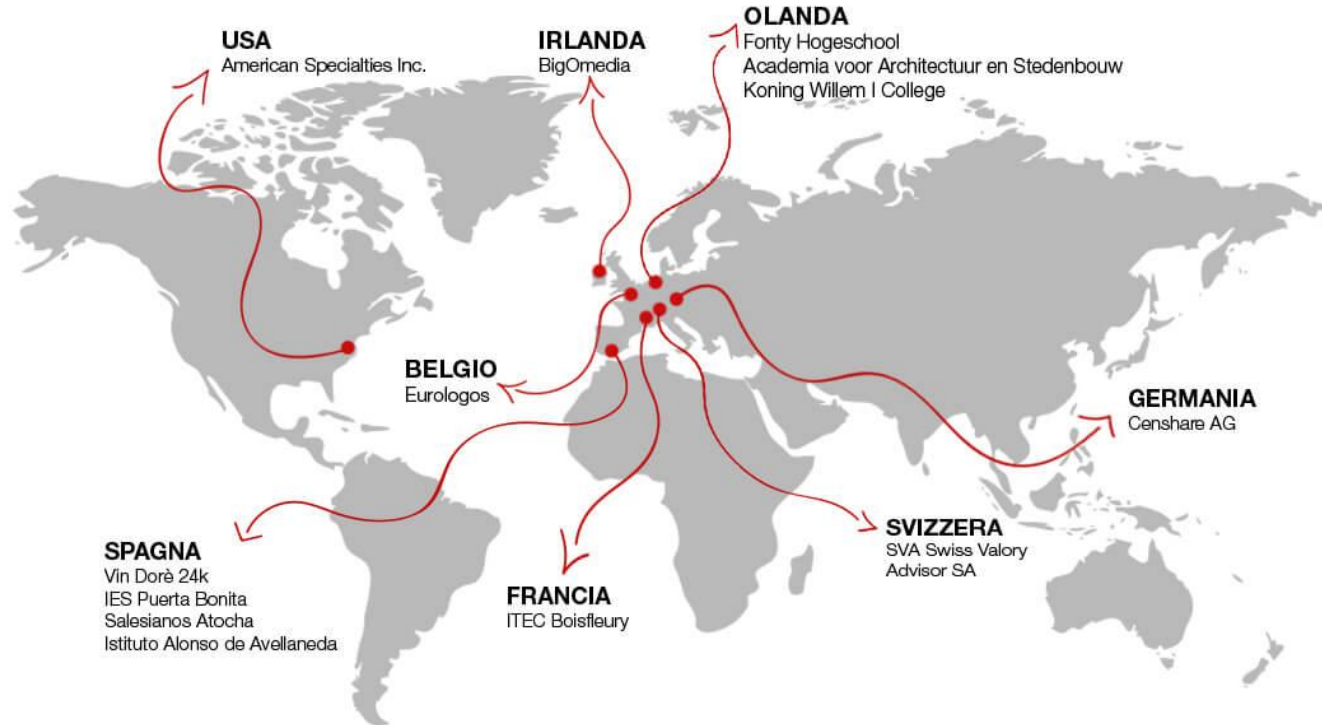 USA
American Specialties Inc.
IRLANDA
BigOmedia
OLANDA
Fonty Hogeschool
Academia voor Architectuur en Stedenbouw
Koning Willem I College
BELGIO
Eurologos
GERMANIA
Censhare AG
SPAGNA
Vin Dorè 24k
IES Puerta Bonita
Salesianos Atocha
Istituto Alonso de Avellaneda
FRANCIA
ITEC Boisfleury
SVIZZERA
SVA Swiss Valory
Advisor SA